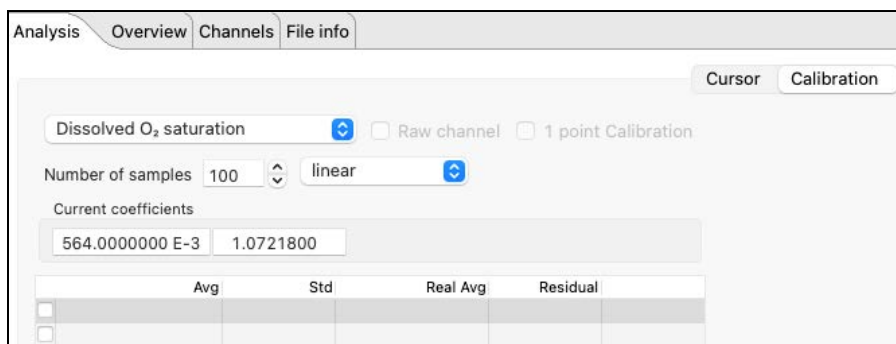 Analysis Overview Channels File info
Cursor Calibration
Dissolved O₂ saturation Raw channel 1 point Calibration
Number of samples 100 linear
Current coefficients
564.0000000 E-3 1.0721800
Avg Std Real Avg Residual